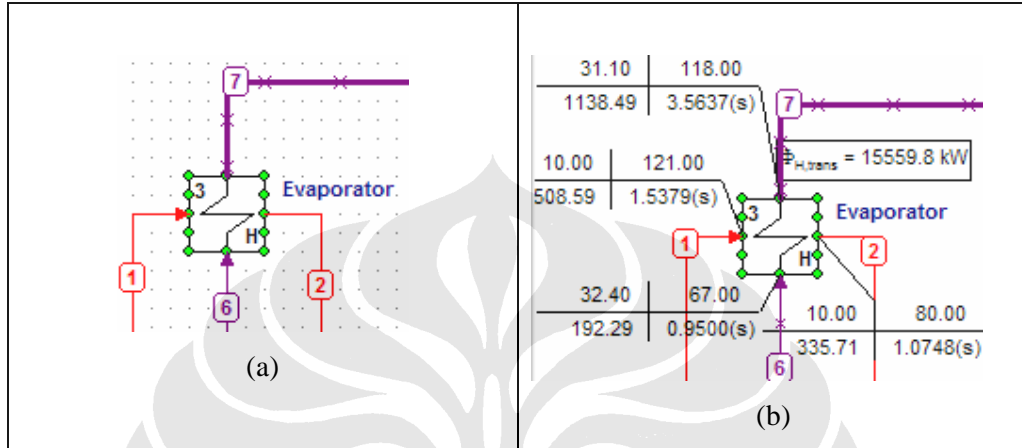 7
3
Evaporator
H
1
2
6
(a)
31.10 118.00
1138.49 3.5637(s)
7
ΦH,trans = 15559.8 kW
10.00 121.00
508.59 1.5379(s)
3
Evaporator
1
H
2
32.40 67.00
192.29 0.9500(s)
10.00 80.00
335.71 1.0748(s)
6
(b)